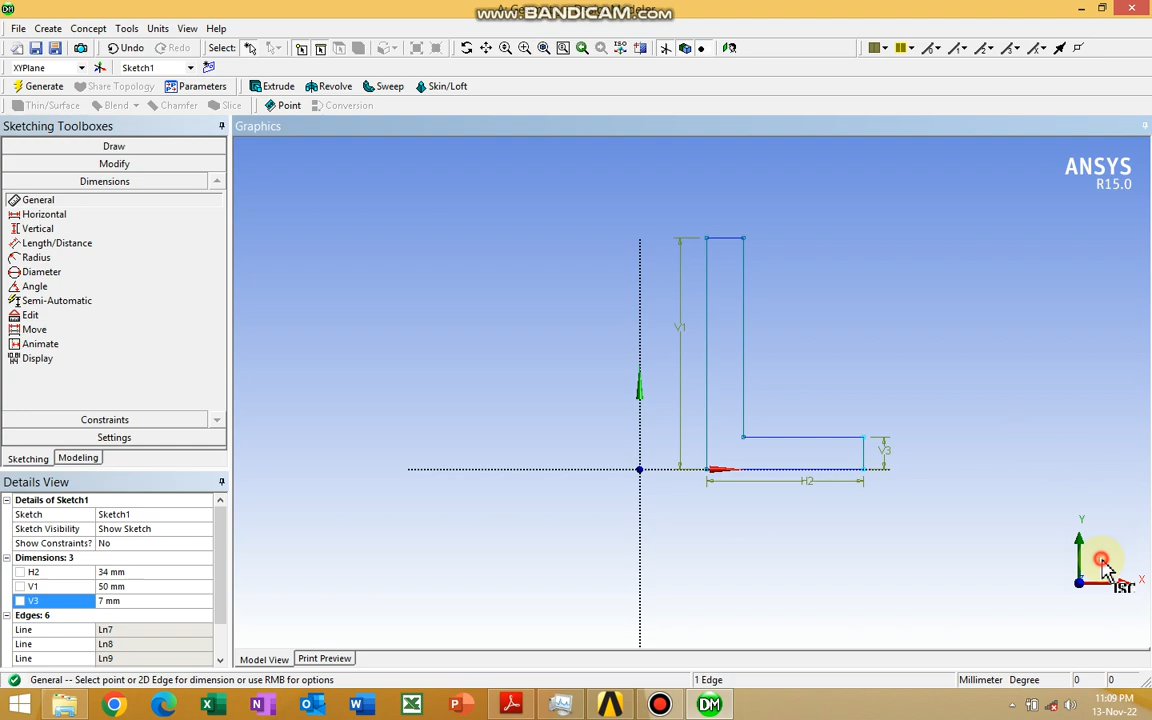 www.BANDICAM.com
File Create Concept Tools Units View Help
Undo Redo Select:
XYPlane Sketch1
Generate Share Topology Parameters Extrude Revolve Sweep Skin/Loft
Thin/Surface Blend Chamfer Slice Point Conversion
Sketching Toolboxes
Graphics
Draw
Modify
Dimensions
General
Horizontal
Vertical
Length/Distance
Radius
Diameter
Angle
Semi-Automatic
Edit
Move
Animate
Display
Constraints
Settings
Sketching Modeling
ANSYS
R15.0
V1
V3
H2
Y
X
Details View
Details of Sketch1
Sketch Sketch1
Sketch Visibility Show Sketch
Show Constraints? No
Dimensions: 3
H2 34 mm
V1 50 mm
V3 7 mm
Edges: 6
Line Ln7
Line Ln8
Line Ln9
Model View Print Preview
General -- Select point or 2D Edge for dimension or use RMB for options
1 Edge
Millimeter Degree 0 0
DM
11:09 PM
13-Nov-22